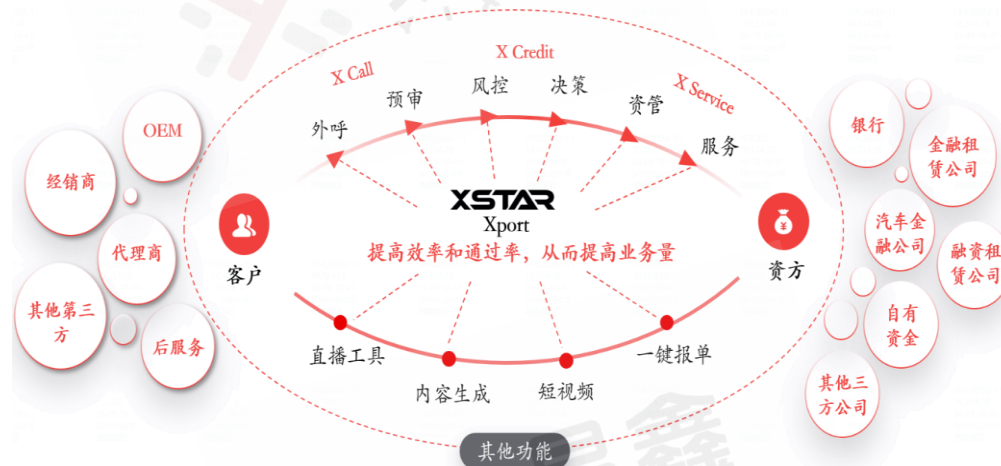 X Call
X Credit
X Service
外呼
预审
风控
决策
资管
服务
OEM
经销商
代理商
其他第三
方
后服务
客户
XSTAR
Xport
提高效率和通过率，从而提高业务量
资方
银行
金融租
赁公司
汽车金
融公司
融资租
赁公司
自有
资金
其他三
方公司
直播工具
内容生成
短视频
一键报单
其他功能
鑫